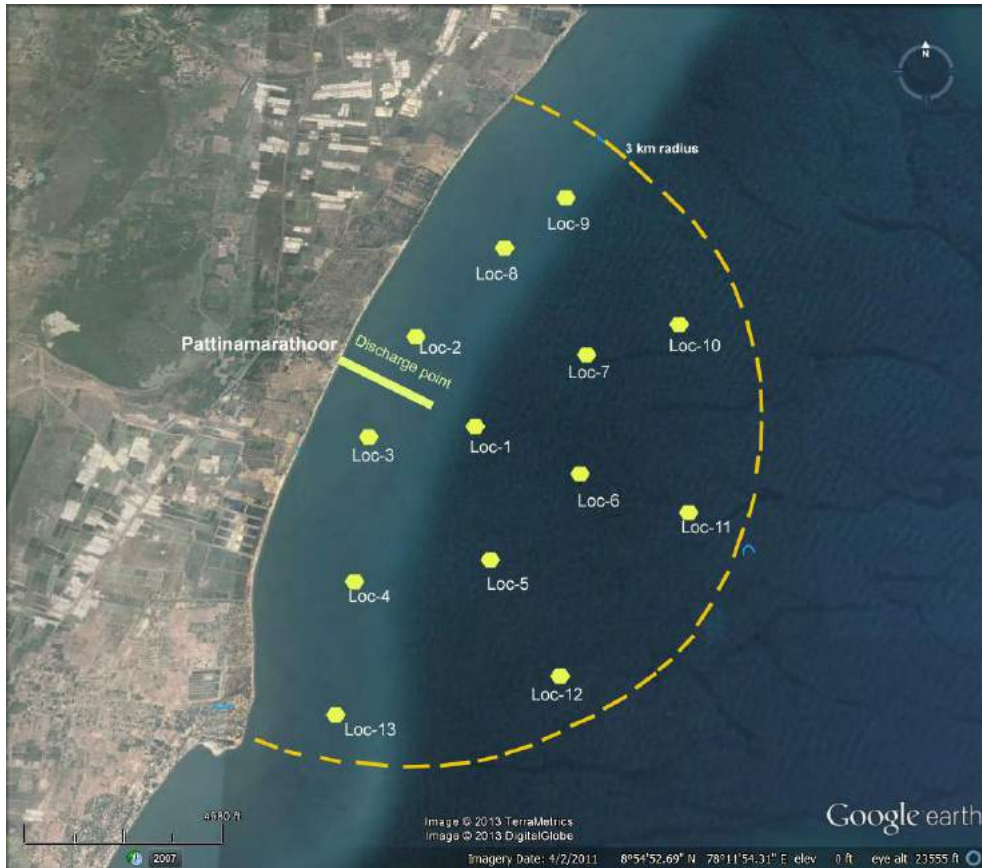 N
3 km radius
Loc-9
Loc-8
Loc-10
Pattinamarathoor
Loc-2
Discharge point
Loc-7
Loc-3
Loc-1
Loc-6
Loc-11
Loc-5
Loc-4
Loc-12
Loc-13
Google earth
Image © 2013 TerraMetrics
Image © 2013 DigitalGlobe
2007
Imagery Date: 4/2/2011 8°54'52.69" N 78°11'54.31" E elev 0 ft eye alt 23555 ft